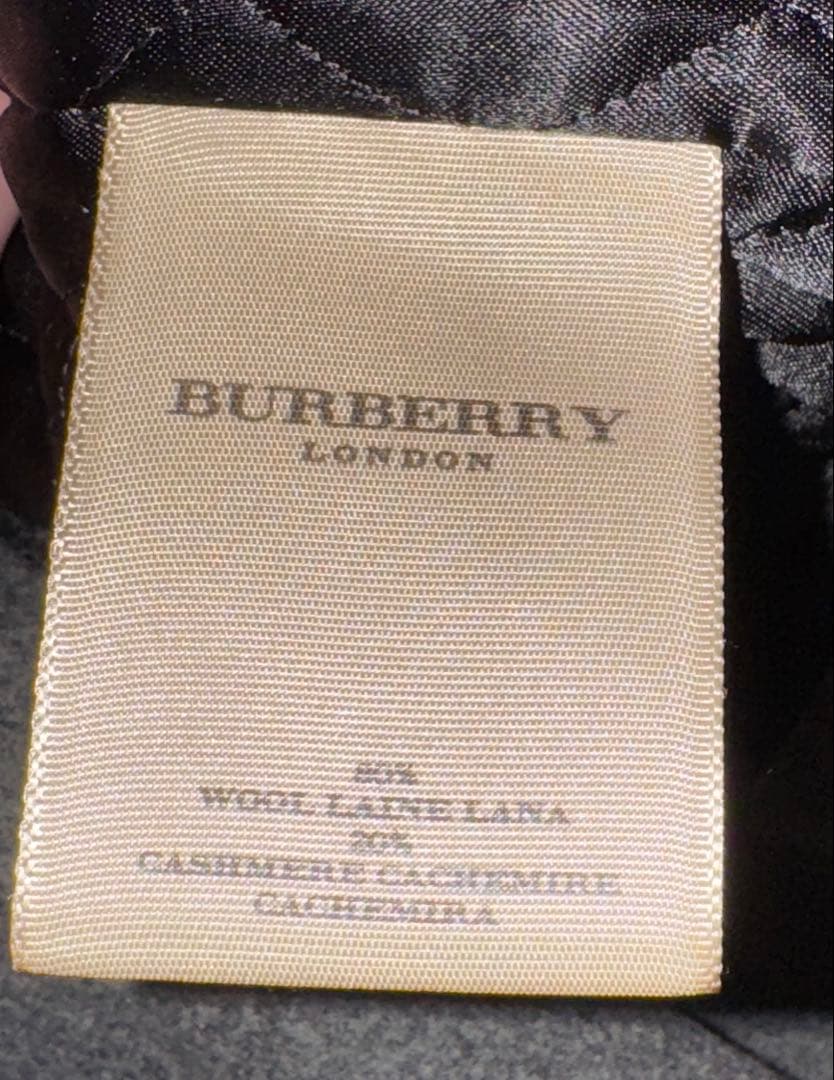 BURBERRY
LONDON
80%
WOOL LAINE LANA
20%
CASHMERE CACHEMIRE
CACHEMIRA